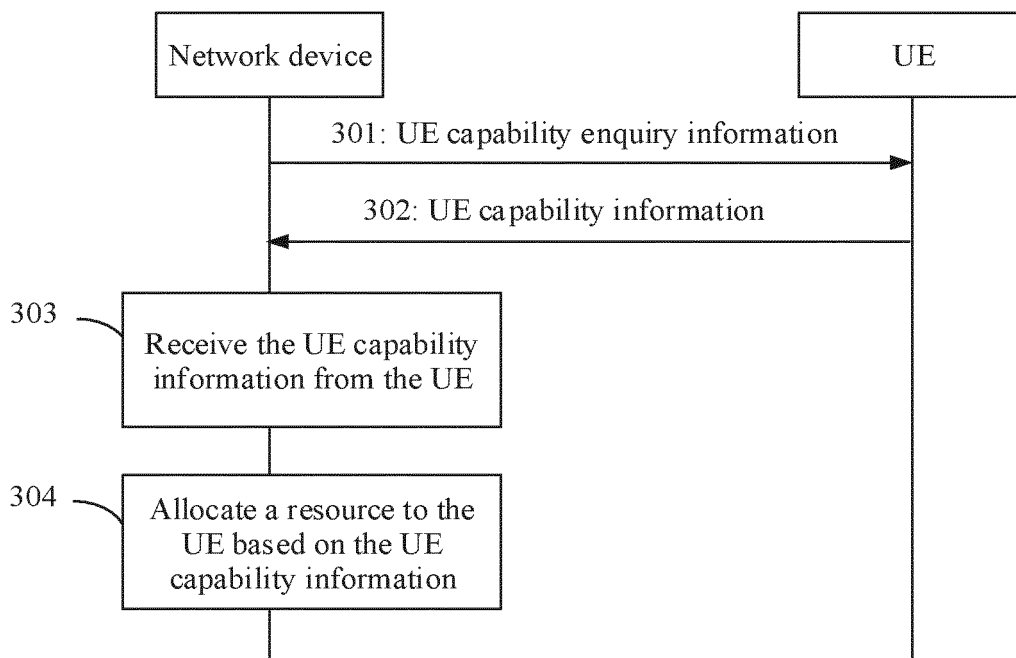 Network device
UE
301: UE capability enquiry information
302: UE capability information
303
Receive the UE capability
information from the UE
304
Allocate a resource to the
UE based on the UE
capability information